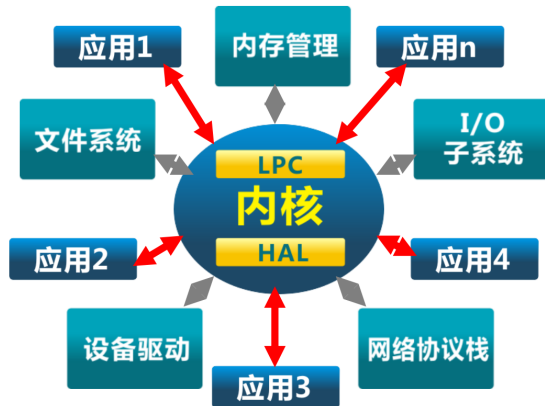 应用1
内存管理
应用n
文件系统
I/O
子系统
LPC
内核
HAL
应用2
应用4
设备驱动
网络协议栈
应用3